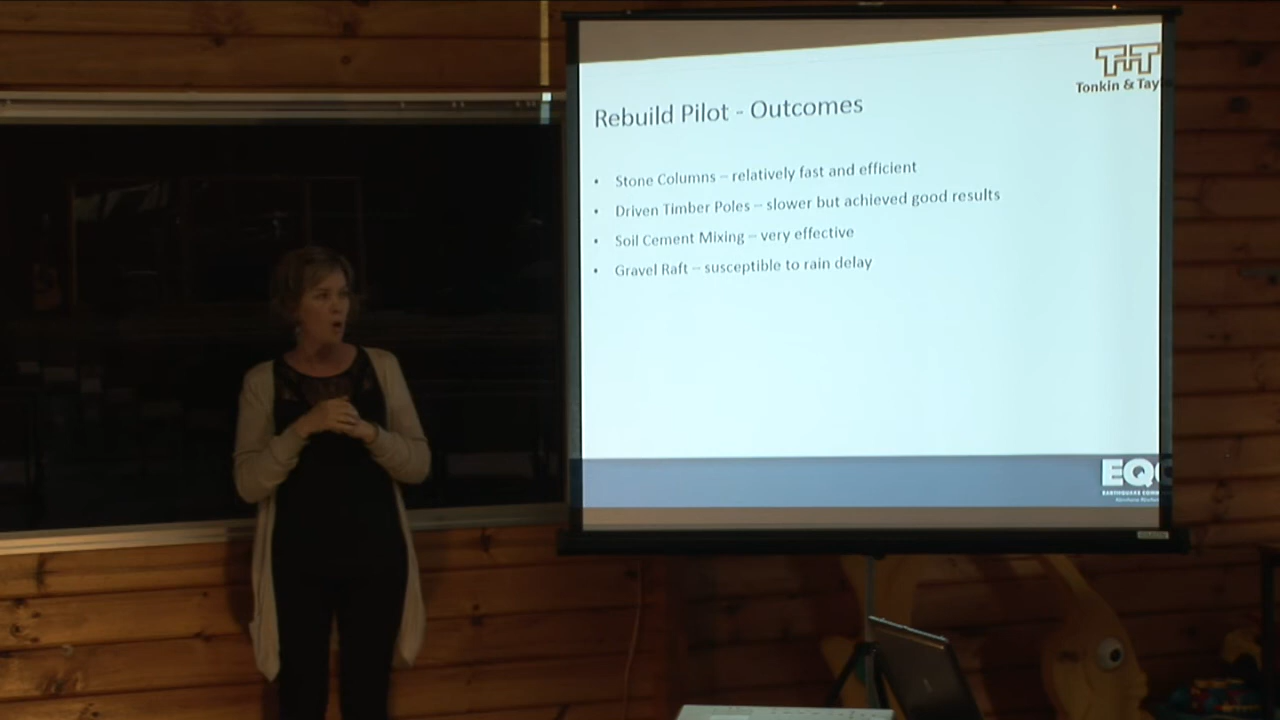 Tonkin & Tay
Rebuild Pilot - Outcomes
• Stone Columns – relatively fast and efficient
• Driven Timber Poles – slower but achieved good results
• Soil Cement Mixing – very effective
• Gravel Raft – susceptible to rain delay
EQC